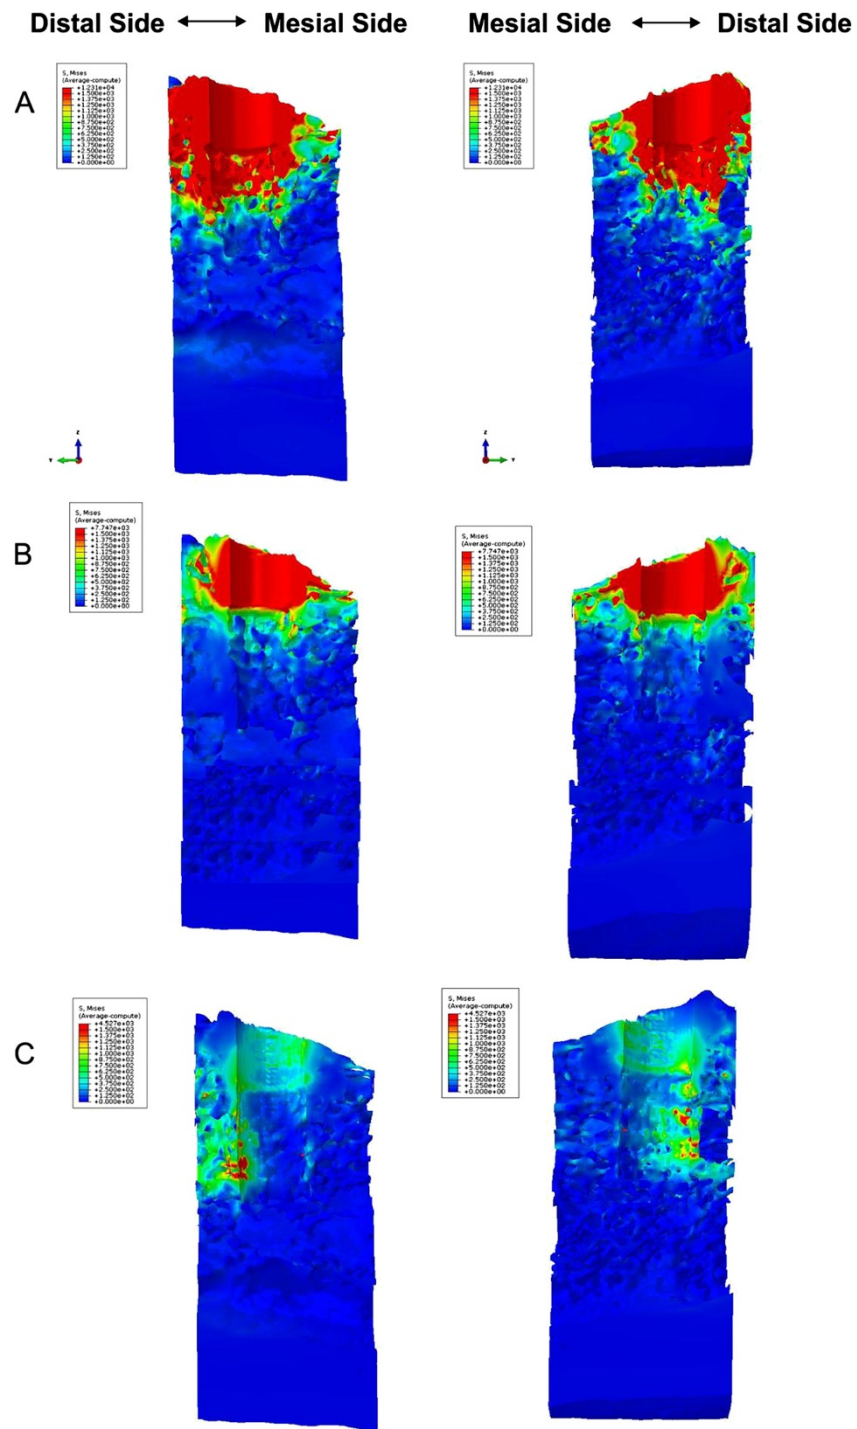 Distal Side Mesial Side
Mesial Side Distal Side
A
S, Mises
(Average-compute)
+1.231e+04
+1.500e+03
+1.375e+03
+1.250e+03
+1.125e+03
+1.000e+03
+8.750e+02
+7.500e+02
+6.250e+02
+5.000e+02
+3.750e+02
+2.500e+02
+1.250e+02
+0.000e+00
S, Mises
(Average-compute)
+1.231e+04
+1.500e+03
+1.375e+03
+1.250e+03
+1.125e+03
+1.000e+03
+8.750e+02
+7.500e+02
+6.250e+02
+5.000e+02
+3.750e+02
+2.500e+02
+1.250e+02
+0.000e+00
Z
Y
Z
Y
B
S, Mises
(Average-compute)
+7.747e+03
+1.500e+03
+1.375e+03
+1.250e+03
+1.125e+03
+1.000e+03
+8.750e+02
+7.500e+02
+6.250e+02
+5.000e+02
+3.750e+02
+2.500e+02
+1.250e+02
+0.000e+00
S, Mises
(Average-compute)
+7.747e+03
+1.500e+03
+1.375e+03
+1.250e+03
+1.125e+03
+1.000e+03
+8.750e+02
+7.500e+02
+6.250e+02
+5.000e+02
+3.750e+02
+2.500e+02
+1.250e+02
+0.000e+00
C
S, Mises
(Average-compute)
+4.527e+03
+1.500e+03
+1.375e+03
+1.250e+03
+1.125e+03
+1.000e+03
+8.750e+02
+7.500e+02
+6.250e+02
+5.000e+02
+3.750e+02
+2.500e+02
+1.250e+02
+0.000e+00
S, Mises
(Average-compute)
+4.527e+03
+1.500e+03
+1.375e+03
+1.250e+03
+1.125e+03
+1.000e+03
+8.750e+02
+7.500e+02
+6.250e+02
+5.000e+02
+3.750e+02
+2.500e+02
+1.250e+02
+0.000e+00